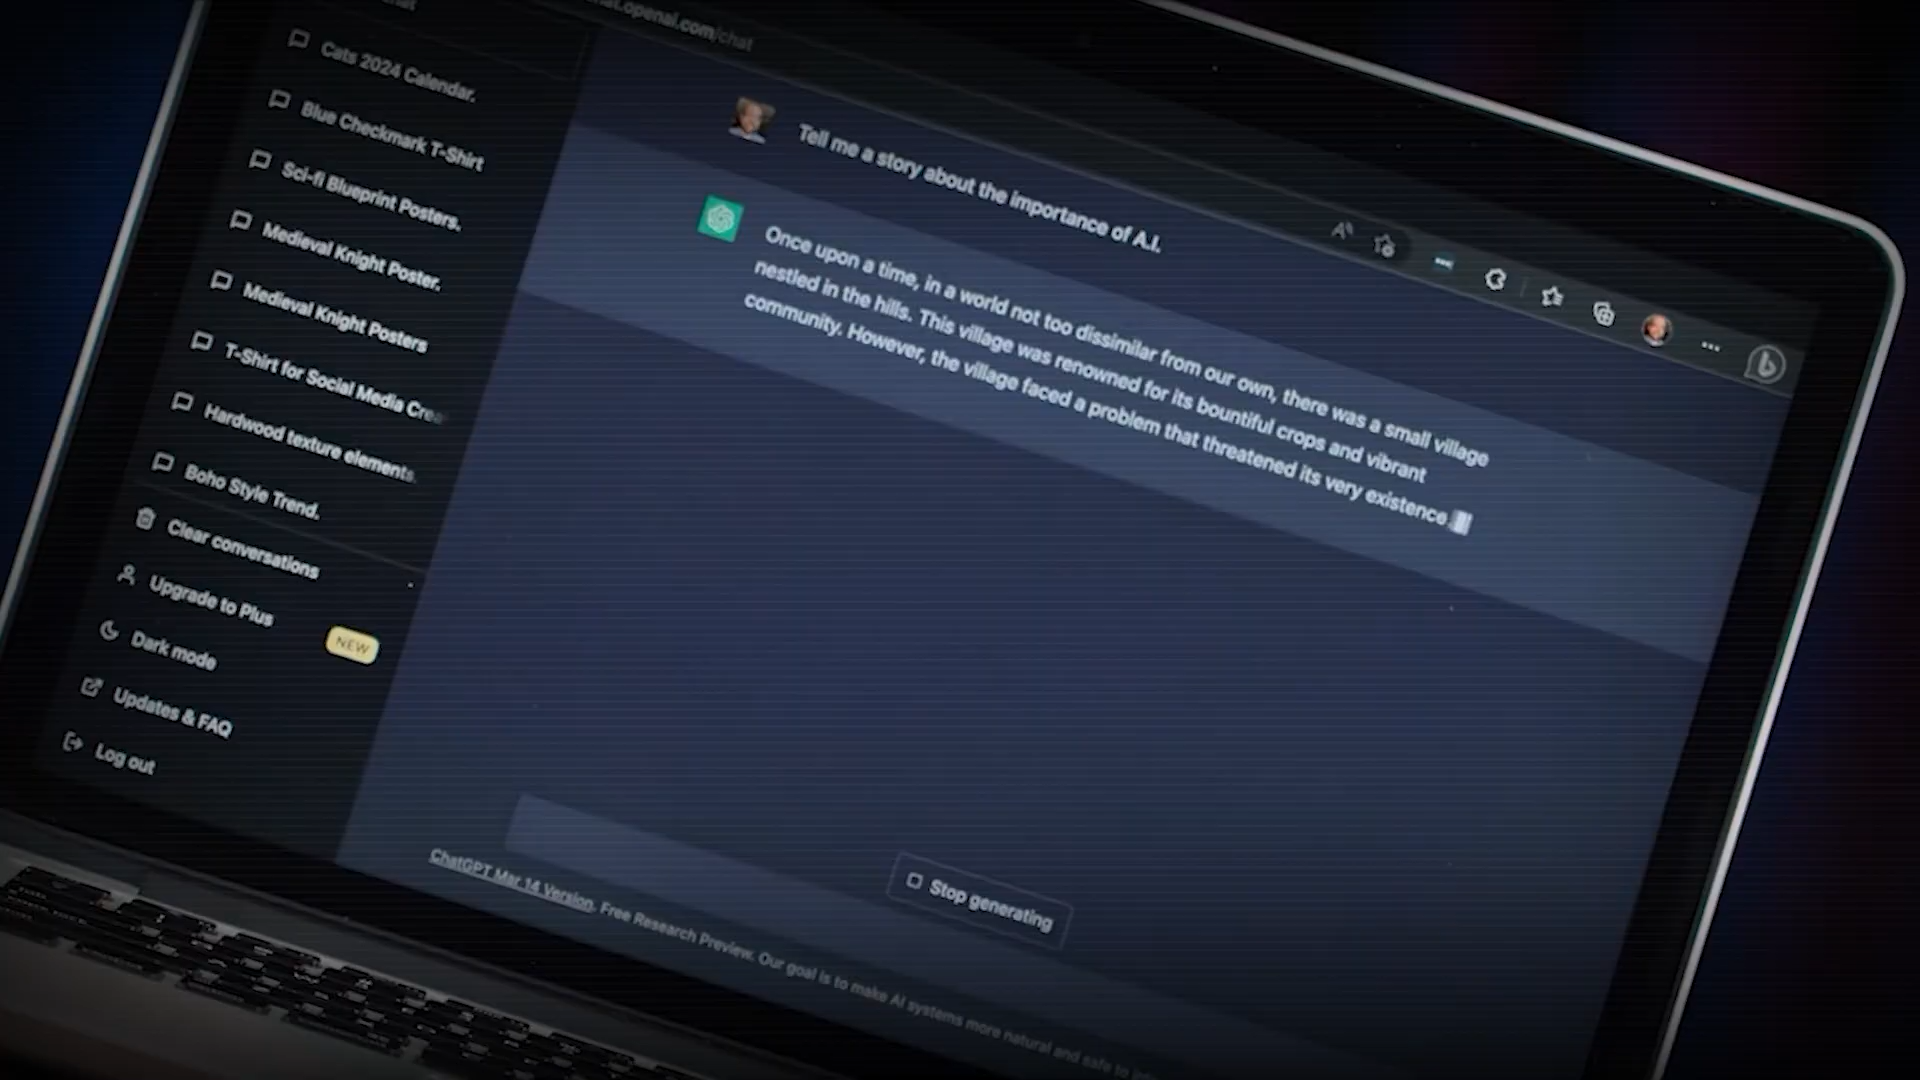 .openai.com/chat
Cats 2024 Calendar.
Blue Checkmark T-Shirt
Sci-fi Blueprint Posters.
Medieval Knight Poster.
Medieval Knight Posters
T-Shirt for Social Media
Hardwood texture elements.
Boho Style Trend.
Clear conversations
Upgrade to Plus
NEW
Dark mode
Updates & FAQ
Log out
Tell me a story about the importance of A.I.
Once upon a time, in a world not too dissimilar from our own, there was a small village
nestled in the hills. This village was renowned for its bountiful crops and vibrant
community. However, the village faced a problem that threatened its very existence.
Stop generating
ChatGPT Mar 14 Version. Free Research Preview. Our goal is to make AI systems more natural and safe to